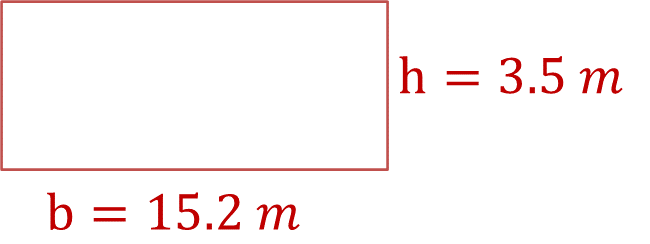 h = 3.5 m
b = 15.2 m